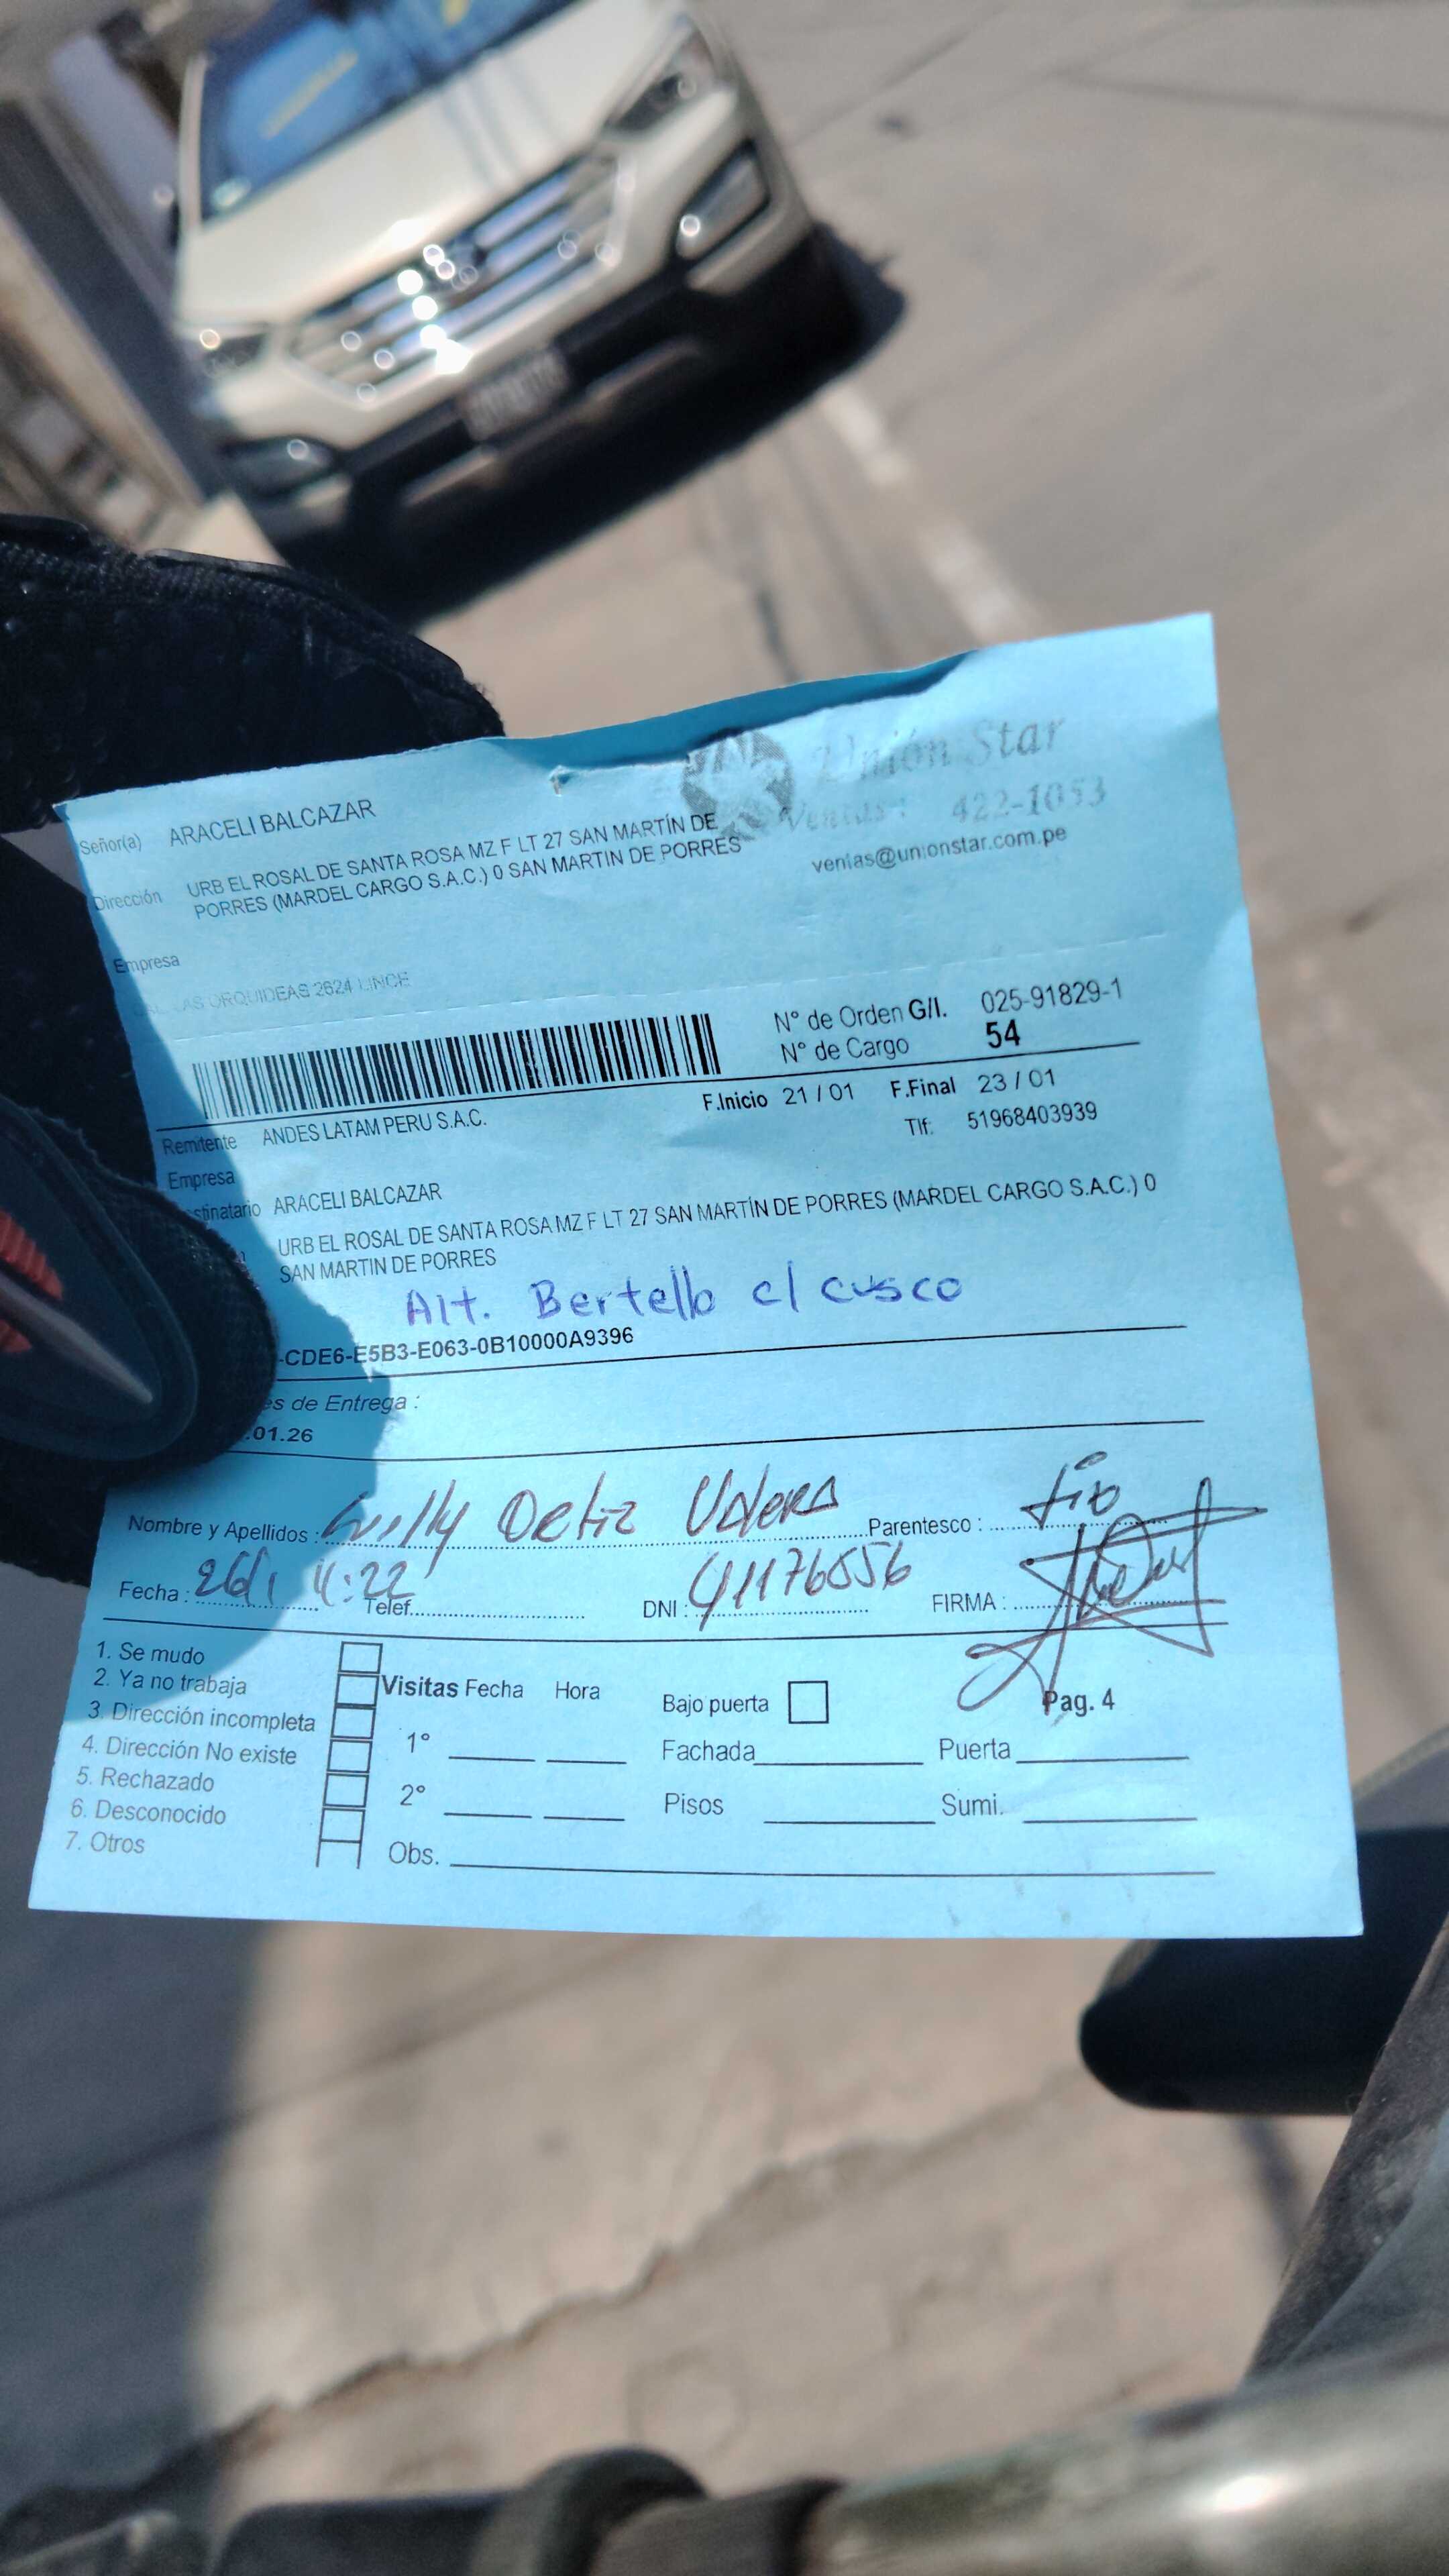 Unión Star
Ventas: 422-1053
ventas@unionstar.com.pe
Señor(a) ARACELI BALCAZAR
Dirección URB EL ROSAL DE SANTA ROSA MZ F LT 27 SAN MARTÍN DE
PORRES (MARDEL CARGO S.A.C.) 0 SAN MARTIN DE PORRES
Empresa
LAS ORQUIDEAS 2624 LINCE
N° de Orden G/I. 025-91829-1
N° de Cargo 54
F.Inicio 21 / 01 F.Final 23 / 01
Remitente ANDES LATAM PERU S.A.C.
Tlf: 51968403939
Empresa
stinatario ARACELI BALCAZAR
URB EL ROSAL DE SANTA ROSA MZ F LT 27 SAN MARTÍN DE PORRES (MARDEL CARGO S.A.C.) 0
SAN MARTIN DE PORRES
Alt. Bertello c/ cusco
-CDE6-E5B3-E063-0B10000A9396
es de Entrega :
.01.26
Nombre y Apellidos : Ortiz Parentesco : tio
Fecha : 26/1 Telef. DNI : 41176556 FIRMA :
1. Se mudo
2. Ya no trabaja
3. Dirección incompleta
4. Dirección No existe
5. Rechazado
6. Desconocido
7. Otros
Visitas Fecha Hora
1°
2°
Obs.
Bajo puerta
Fachada
Pisos
Pag. 4
Puerta
Sumi.